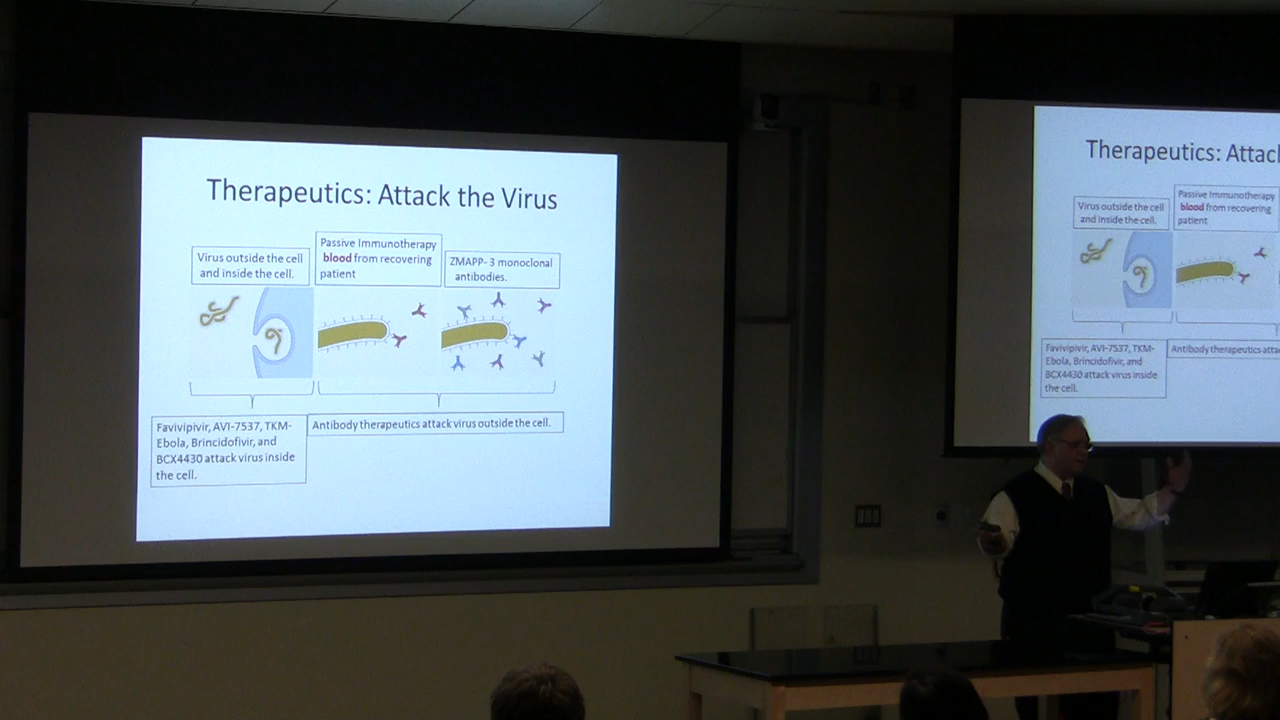 Therapeutics: Attack the Virus
Virus outside the cell
and inside the cell.
Passive Immunotherapy
blood from recovering
patient
ZMAPP- 3 monoclonal
antibodies.
Favivipivir, AVI-7537, TKM-
Ebola, Brincidofivir, and
BCX4430 attack virus inside
the cell.
Antibody therapeutics attack virus outside the cell.
Therapeutics: Attac
Virus outside the cell
and inside the cell.
Passive Immunotherapy
blood from recovering
patient
Favivipivir, AVI-7537, TKM-
Ebola, Brincidofivir, and
BCX4430 attack virus inside
the cell.
Antibody therapeutics atta